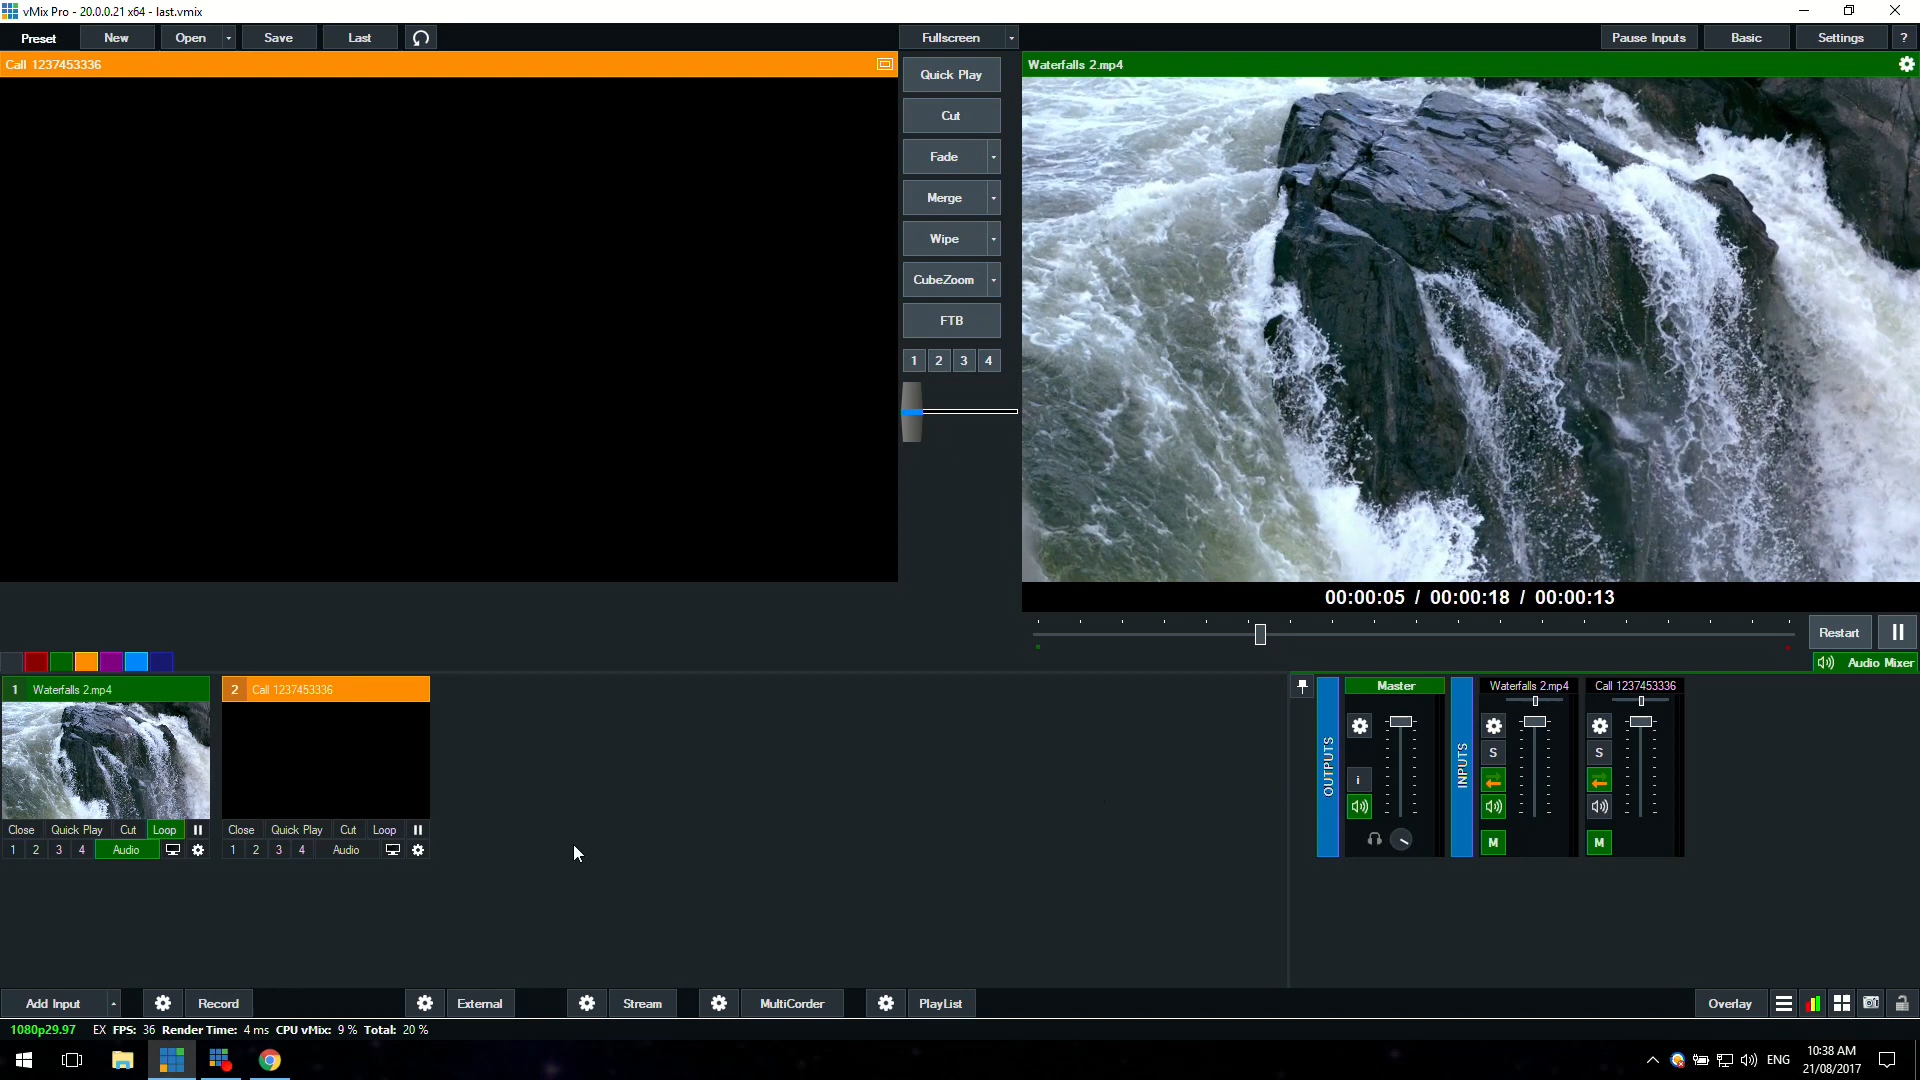 vMix Pro - 20.0.0.21 x64 - last.vmix
Preset New Open Save Last Fullscreen Pause Inputs Basic Settings ?
Call 1237453336
Waterfalls 2.mp4
Quick Play
Cut
Fade
Merge
Wipe
CubeZoom
FTB
1 2 3 4
00:00:05 / 00:00:18 / 00:00:13
Restart
Audio Mixer
1 Waterfalls 2.mp4
2 Call 1237453336
Close Quick Play Cut Loop
1 2 3 4 Audio
Close Quick Play Cut Loop
1 2 3 4 Audio
OUTPUTS
Master
i
INPUTS
Waterfalls 2.mp4
S
M
Call 1237453336
S
M
Add Input Record External Stream MultiCorder PlayList Overlay
1080p29.97 EX FPS: 36 Render Time: 4 ms CPU vMix: 9 % Total: 20 %
ENG
10:38 AM
21/08/2017